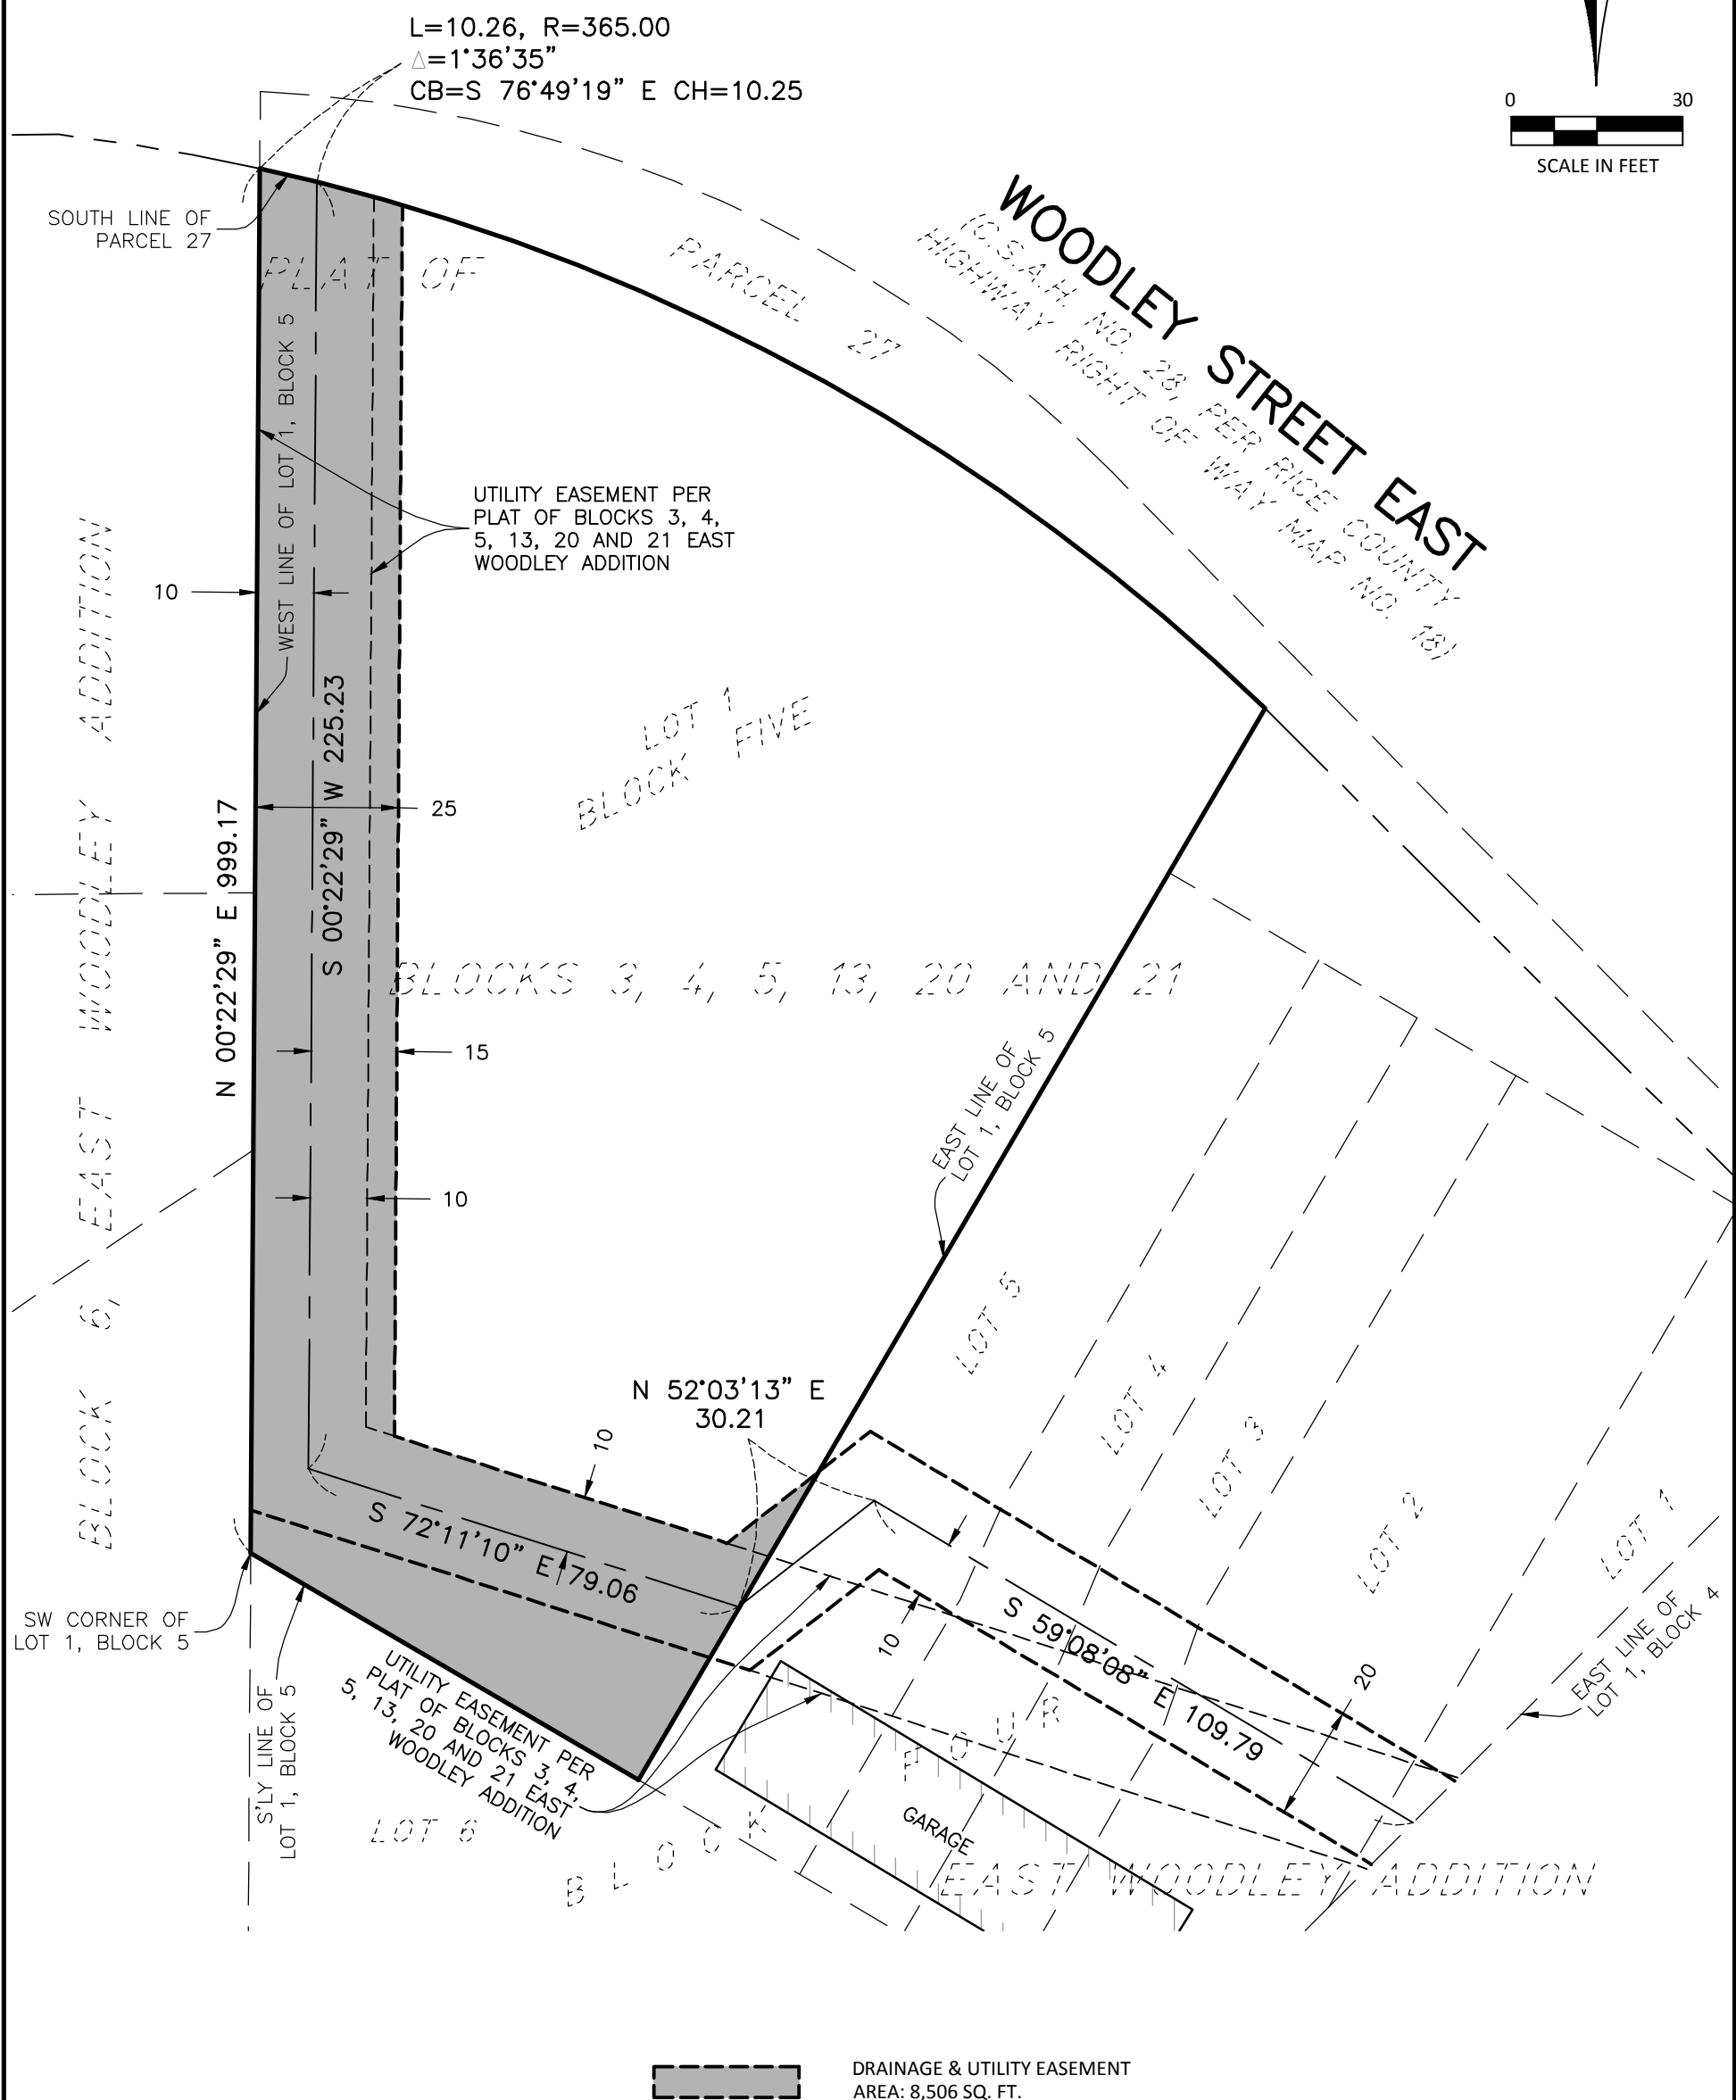 L=10.26, R=365.00
Δ=1°36'35"
CB=S 76°49'19" E CH=10.25
0 30
SCALE IN FEET
SOUTH LINE OF
PARCEL 27
PLAT OF
PARCEL 27
WOODLEY STREET EAST
(C.S.A.H. NO. 28, PER RICE COUNTY
HIGHWAY RIGHT OF WAY MAP NO. 18)
WEST LINE OF LOT 1, BLOCK 5
UTILITY EASEMENT PER
PLAT OF BLOCKS 3, 4,
5, 13, 20 AND 21 EAST
WOODLEY ADDITION
10
LOT 1
BLOCK FIVE
N 00°22'29" E 999.17
S 00°22'29" W 225.23
25
BLOCK 6, EAST WOODLEY ADDITION
BLOCKS 3, 4, 5, 13, 20 AND 21
15
EAST LINE OF
LOT 1, BLOCK 5
10
LOT 5
LOT 4
LOT 3
LOT 2
LOT 1
N 52°03'13" E
30.21
10
S 72°11'10" E 79.06
SW CORNER OF
LOT 1, BLOCK 5
S'LY LINE OF
LOT 1, BLOCK 5
UTILITY EASEMENT PER
PLAT OF BLOCKS 3, 4,
5, 13, 20 AND 21 EAST
WOODLEY ADDITION
10
S 59°08'08" E 109.79
20
EAST LINE OF
LOT 1, BLOCK 4
LOT 6
BLOCK FOUR
GARAGE
EAST WOODLEY ADDITION
DRAINAGE & UTILITY EASEMENT
AREA: 8,506 SQ. FT.